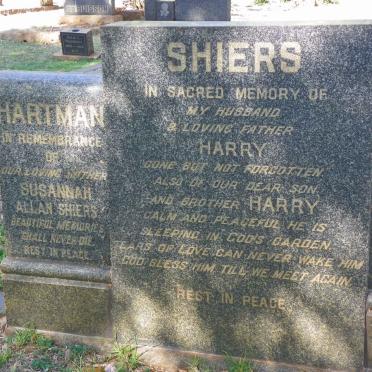 HARTMAN
IN REMEMBRANCE
OF
OUR LOVING MOTHER
SUSANNAH
ALLAN SHIERS
BEAUTIFUL MEMORIES
SHALL NEVER DIE
REST IN PEACE
SHIERS
IN SACRED MEMORY OF
MY HUSBAND
& LOVING FATHER
HARRY
GONE BUT NOT FORGOTTEN
ALSO OF OUR DEAR SON
AND BROTHER HARRY
CALM AND PEACEFUL HE IS
SLEEPING IN GOD'S GARDEN
TEARS OF LOVE CAN NEVER WAKE HIM
GOD BLESS HIM TILL WE MEET AGAIN
REST IN PEACE